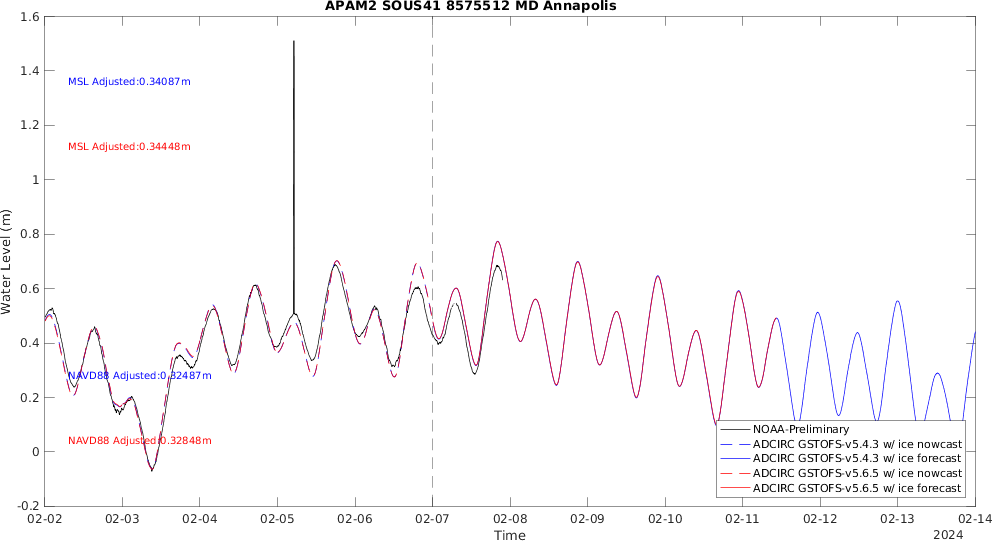 APAM2 SOUS41 8575512 MD Annapolis
1.6
1.4
1.2
1
0.8
0.6
0.4
0.2
0
-0.2
Water Level (m)
MSL Adjusted:0.34087m
MSL Adjusted:0.34448m
NAVD88 Adjusted:0.32487m
NAVD88 Adjusted:0.32848m
NOAA-Preliminary
ADCIRC GSTOFS-v5.4.3 w/ ice nowcast
ADCIRC GSTOFS-v5.4.3 w/ ice forecast
ADCIRC GSTOFS-v5.6.5 w/ ice nowcast
ADCIRC GSTOFS-v5.6.5 w/ ice forecast
02-02 02-03 02-04 02-05 02-06 02-07 02-08 02-09 02-10 02-11 02-12 02-13 02-14
Time
2024